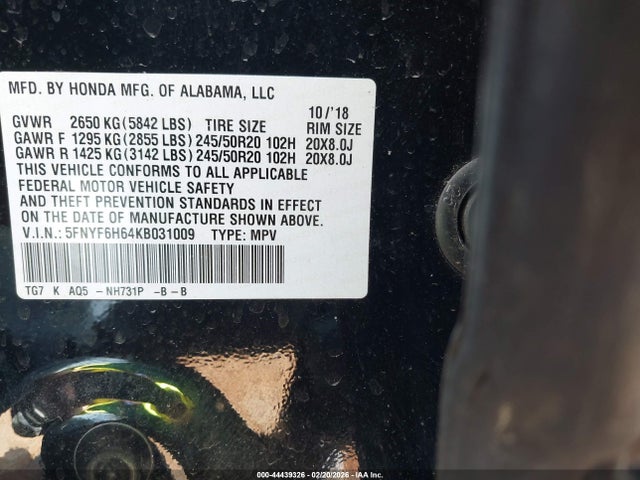 MFD. BY HONDA MFG. OF ALABAMA, LLC
10/'18
GVWR 2650 KG(5842 LBS) TIRE SIZE RIM SIZE
GAWR F 1295 KG(2855 LBS) 245/50R20 102H 20X8.0J
GAWR R 1425 KG(3142 LBS) 245/50R20 102H 20X8.0J
THIS VEHICLE CONFORMS TO ALL APPLICABLE
FEDERAL MOTOR VEHICLE SAFETY
AND THEFT PREVENTION STANDARDS IN EFFECT
ON THE DATE OF MANUFACTURE SHOWN ABOVE.
V.I.N.: 5FNYF6H64KB031009 TYPE: MPV
TG7 K AQ5 -NH731P -B-B
000-44439326 - 02/20/2026 - IAA Inc.